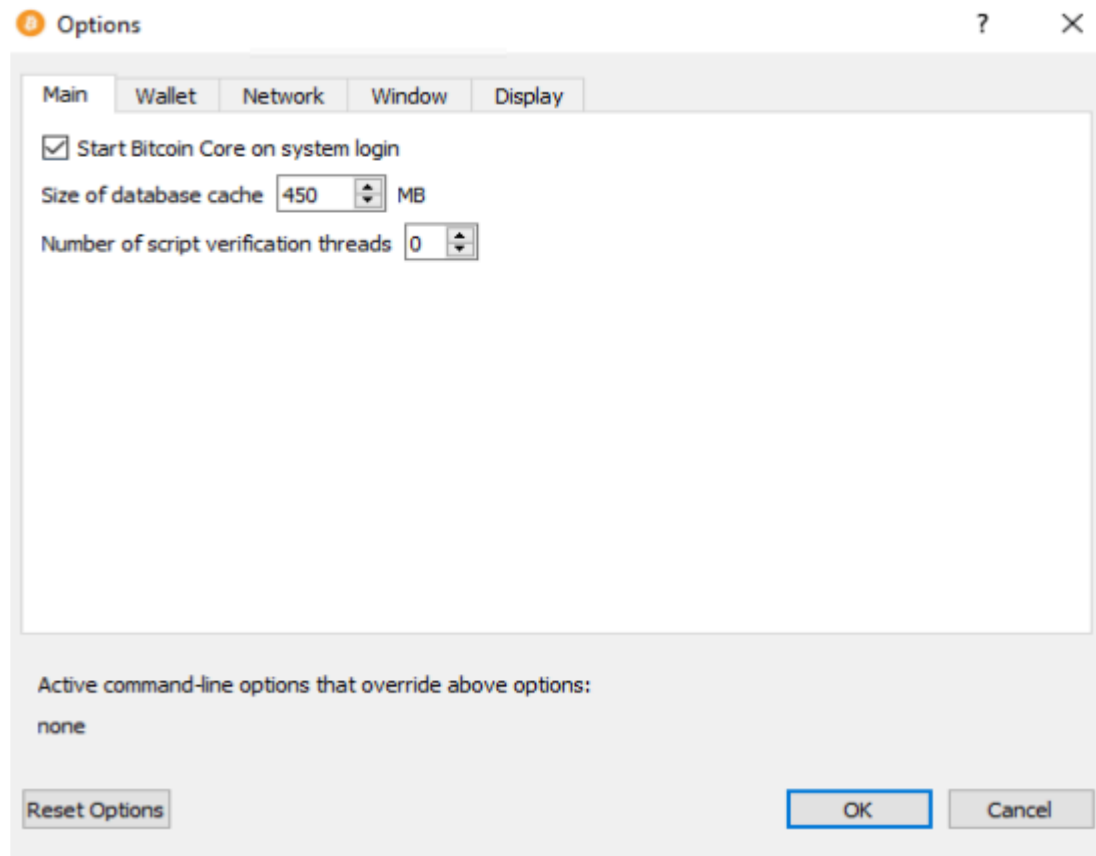 Options
Main Wallet Network Window Display
Start Bitcoin Core on system login
Size of database cache 450 MB
Number of script verification threads 0
Active command-line options that override above options:
none
Reset Options OK Cancel